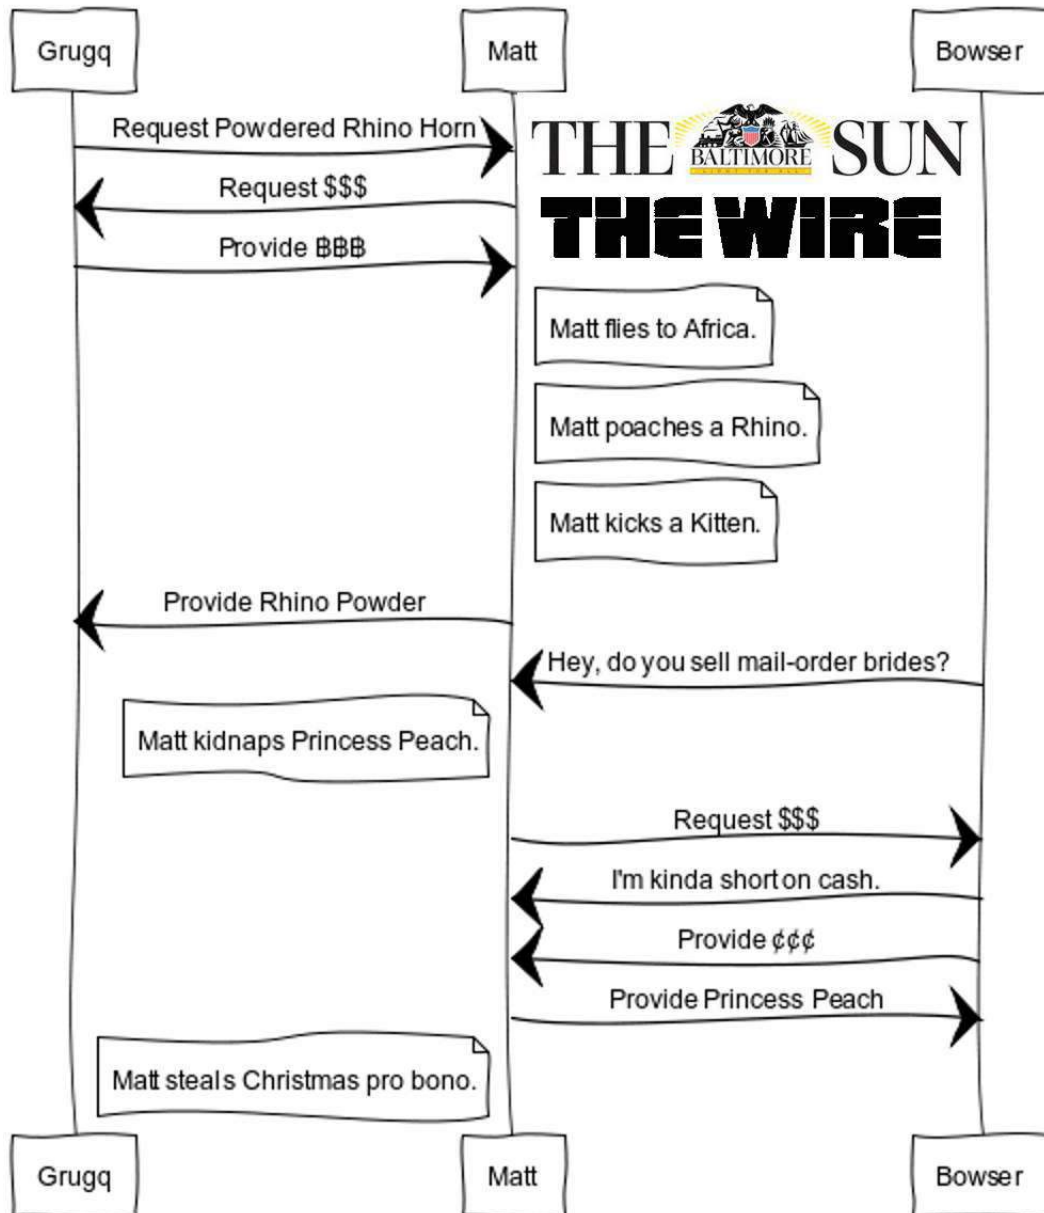 Grugq
Matt
Bowser
Request Powdered Rhino Horn
THE BALTIMORE SUN
Request $$$
THE WIRE
Provide ฿฿฿
Matt flies to Africa.
Matt poaches a Rhino.
Matt kicks a Kitten.
Provide Rhino Powder
Hey, do you sell mail-order brides?
Matt kidnaps Princess Peach.
Request $$$
I'm kinda short on cash.
Provide ¢¢¢
Provide Princess Peach
Matt steals Christmas pro bono.
Grugq
Matt
Bowser